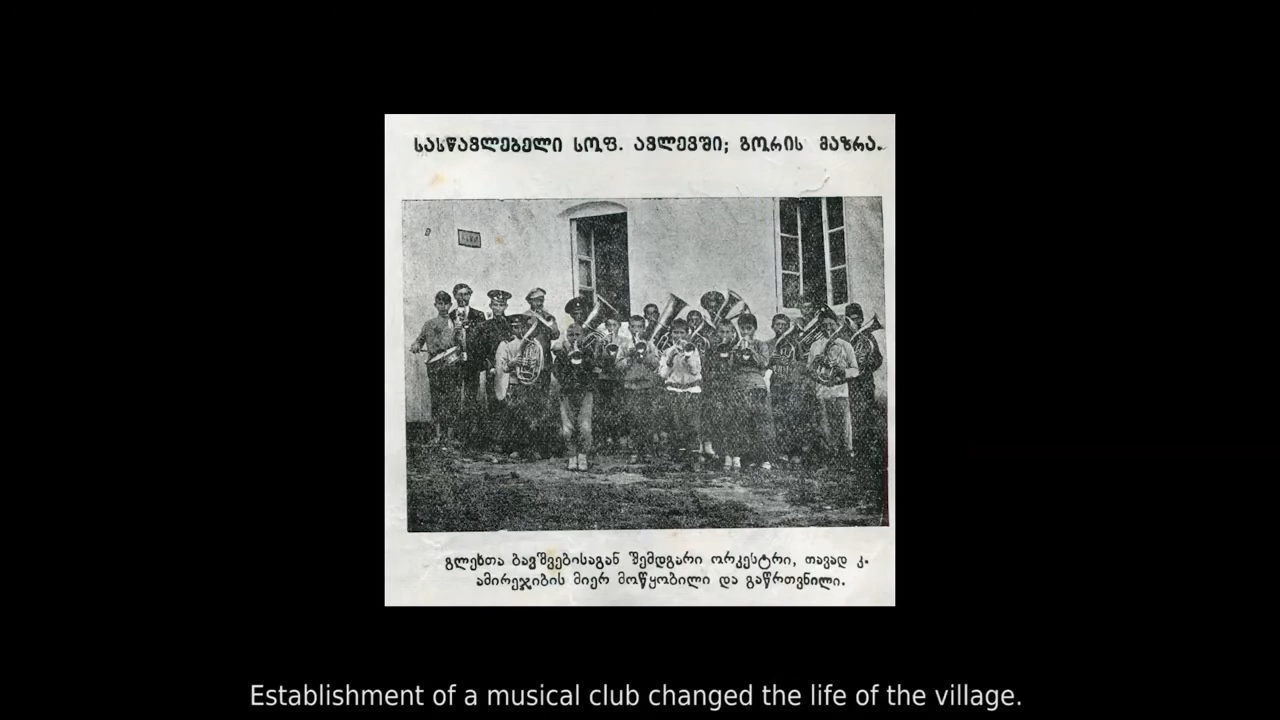 სასწავლებელი სოფ. ავლევში; გორის მაზრა.
გლეხთა ბავშვებისაგან შემდგარი ორკესტრი, თავად კ.
ამირეჯიბის მიერ მოწყობილი და გაწრთვნილი.
Establishment of a musical club changed the life of the village.